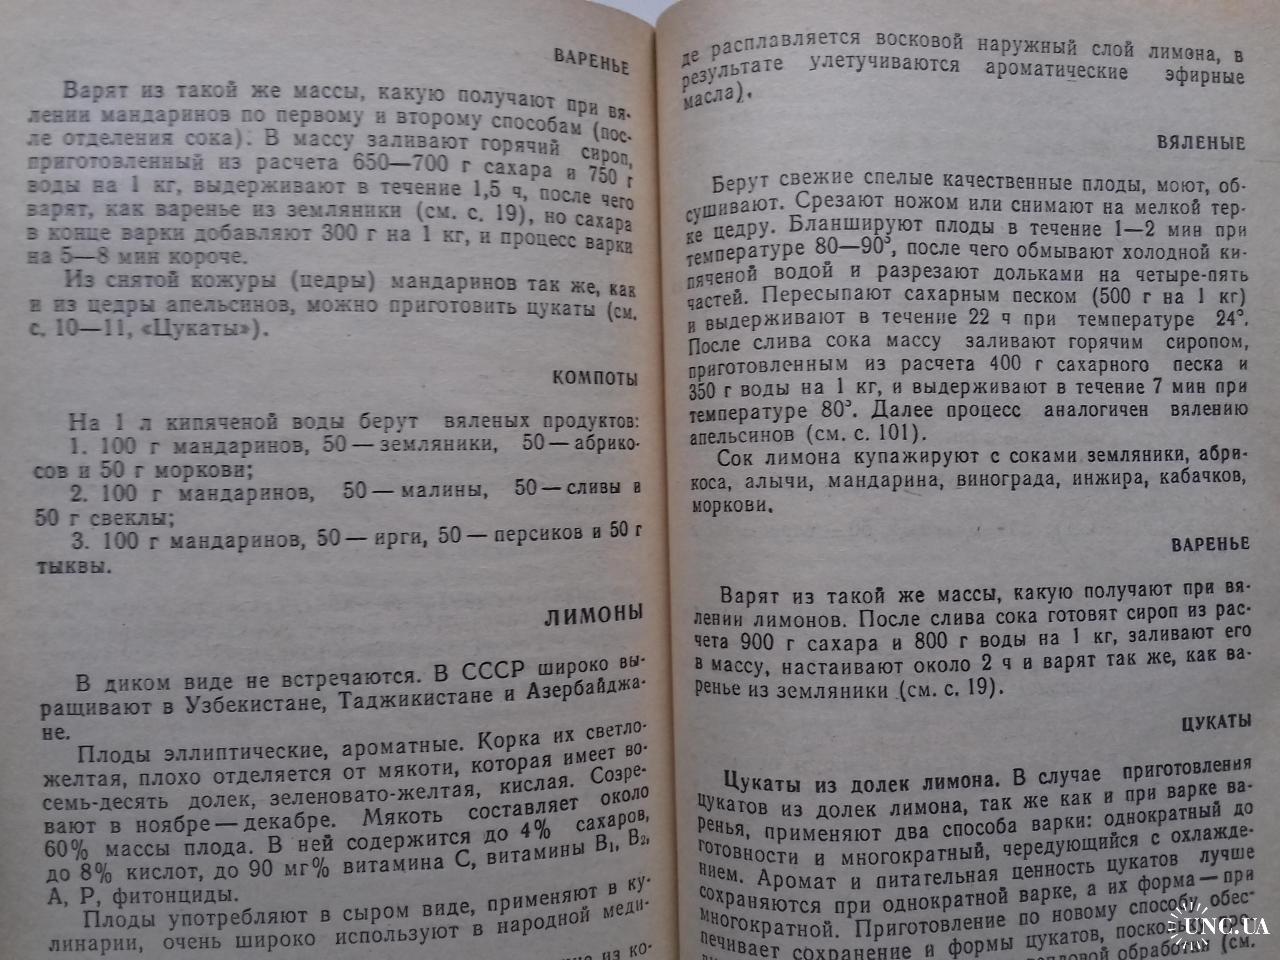 ВАРЕНЬЕ
Варят из такой же массы, какую получают при вя-
лении мандаринов по первому и второму способам (пос-
ле отделения сока). В массу заливают горячий сироп,
приготовленный из расчета 650—700 г сахара и 750 г
воды на 1 кг, выдерживают в течение 1,5 ч, после чего
варят, как варенье из земляники (см. с. 19), но сахара
в конце варки добавляют 300 г на 1 кг, и процесс варки
на 5—8 мин короче.
Из снятой кожуры (цедры) мандаринов так же, как
и из цедры апельсинов, можно приготовить цукаты (см.
с. 10—11, «Цукаты»).
КОМПОТЫ
На 1 л кипяченой воды берут вяленых продуктов:
1. 100 г мандаринов, 50 — земляники, 50 — абрико-
сов и 50 г моркови;
2. 100 г мандаринов, 50 — малины, 50 — сливы и
50 г свеклы;
3. 100 г мандаринов, 50 — ирги, 50 — персиков и 50 г
тыквы.
ЛИМОНЫ
В диком виде не встречаются. В СССР широко вы-
ращивают в Узбекистане, Таджикистане и Азербайджа-
не.
Плоды эллиптические, ароматные. Корка их светло-
желтая, плохо отделяется от мякоти, которая имеет во-
семь-десять долек, зеленовато-желтая, кислая. Созре-
вают в ноябре — декабре. Мякоть составляет около
60% массы плода. В ней содержится до 4% сахаров,
до 8% кислот, до 90 мг% витамина С, витамины В₁, В₂,
А, Р, фитонциды.
Плоды употребляют в сыром виде, применяют в ку-
линарии, очень широко используют в народной меди-
из ко-
де расплавляется восковой наружный слой лимона, в
результате улетучиваются ароматические эфирные
масла).
ВЯЛЕНЫЕ
Берут свежие спелые качественные плоды, моют, об-
сушивают. Срезают ножом или снимают на мелкой тер-
ке цедру. Бланшируют плоды в течение 1—2 мин при
температуре 80—90°, после чего обмывают холодной ки-
пяченой водой и разрезают дольками на четыре-пять
частей. Пересыпают сахарным песком (500 г на 1 кг)
и выдерживают в течение 22 ч при температуре 24°.
После слива сока массу заливают горячим сиропом,
приготовленным из расчета 400 г сахарного песка и
350 г воды на 1 кг, и выдерживают в течение 7 мин при
температуре 80°. Далее процесс аналогичен вялению
апельсинов (см. с. 101).
Сок лимона купажируют с соками земляники, абри-
коса, алычи, мандарина, винограда, инжира, кабачков,
моркови.
ВАРЕНЬЕ
Варят из такой же массы, какую получают при вя-
лении лимонов. После слива сока готовят сироп из рас-
чета 900 г сахара и 800 г воды на 1 кг, заливают его
в массу, настаивают около 2 ч и варят так же, как ва-
ренье из земляники (см. с. 19).
ЦУКАТЫ
Цукаты из долек лимона. В случае приготовления
цукатов из долек лимона, так же как и при варке ва-
ренья, применяют два способа варки: однократный до
готовности и многократный, чередующийся с охлажде-
нием. Аромат и питательная ценность цукатов лучше
сохраняются при однократной варке, а их форма — при
многократной. Приготовление по новому способу обес-
печивает сохранение и формы цукатов, поскольку
тепловой обработки (см.
UNC.UA